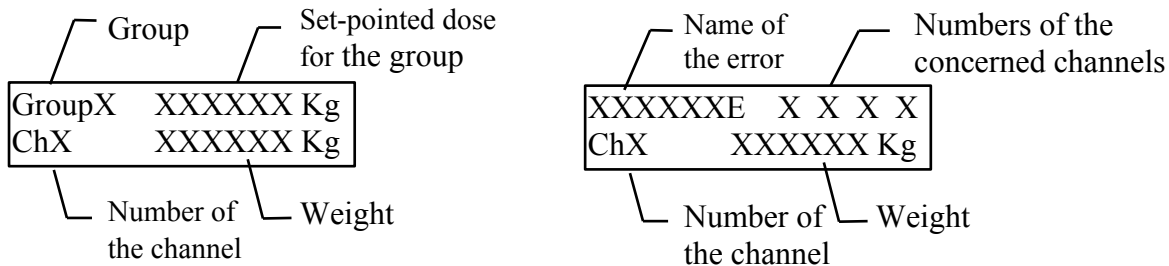 Group
Set-pointed dose
for the group
GroupX XXXXXX Kg
ChX XXXXXX Kg
Number of
the channel
Weight
Name of
the error
Numbers of the
concerned channels
XXXXXXE X X X X
ChX XXXXXX Kg
Number of
the channel
Weight